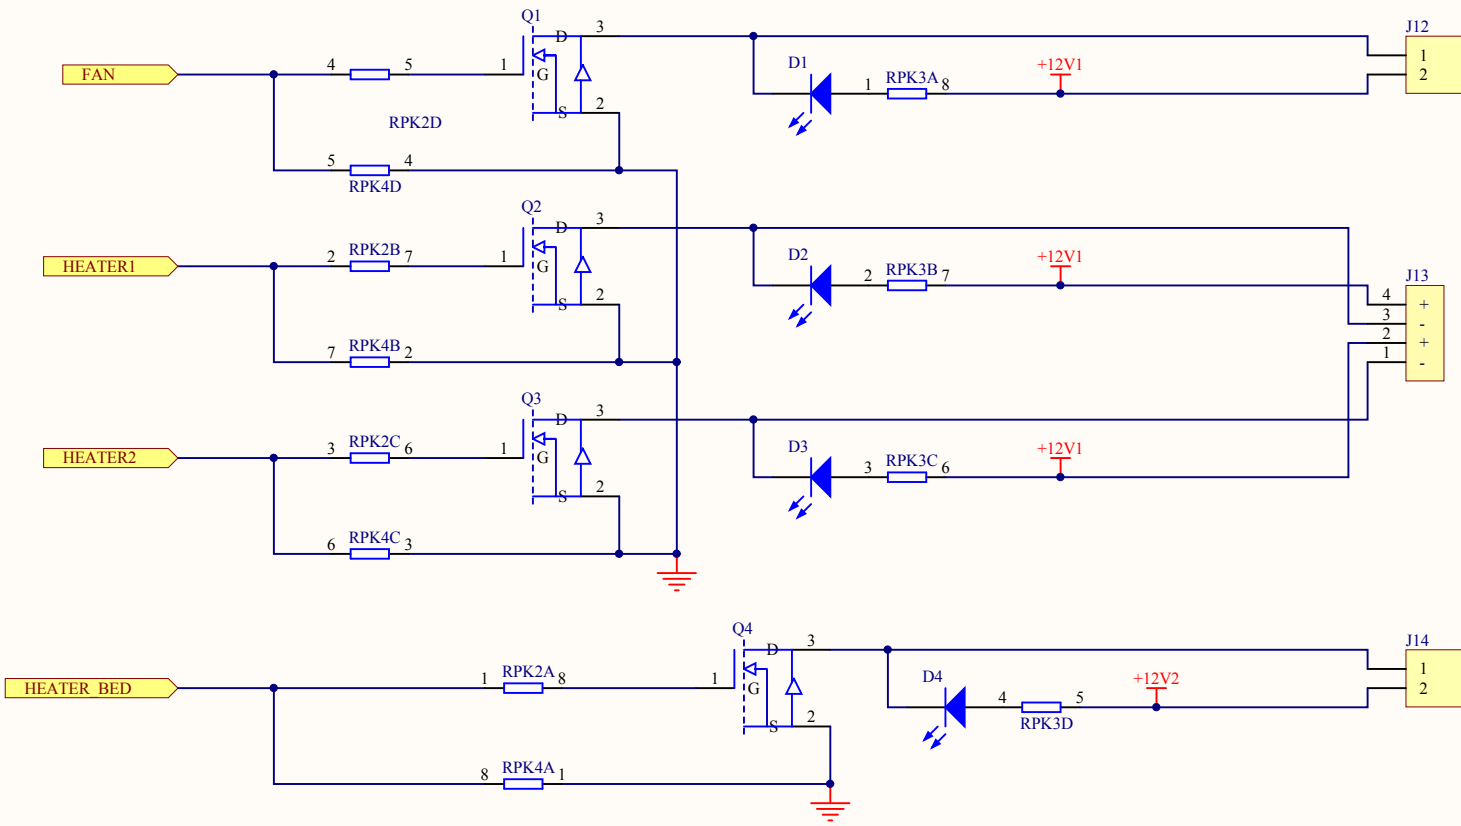 Q1
J12
3
D
D1
+12V1
1
FAN
4
5
1
G
1
RPK3A
8
2
2
S
RPK2D
5
4
RPK4D
Q2
3
D
D2
+12V1
RPK2B
HEATER1
2
7
1
G
2
RPK3B
7
J13
2
S
4
+
3
-
RPK4B
7
2
2
+
1
-
Q3
3
D
D3
+12V1
RPK2C
HEATER2
3
6
1
G
3
RPK3C
6
2
S
RPK4C
6
3
Q4
3
J14
D
D4
+12V2
RPK2A
1
HEATER BED
1
8
1
G
4
5
2
2
S
RPK3D
RPK4A
8
1